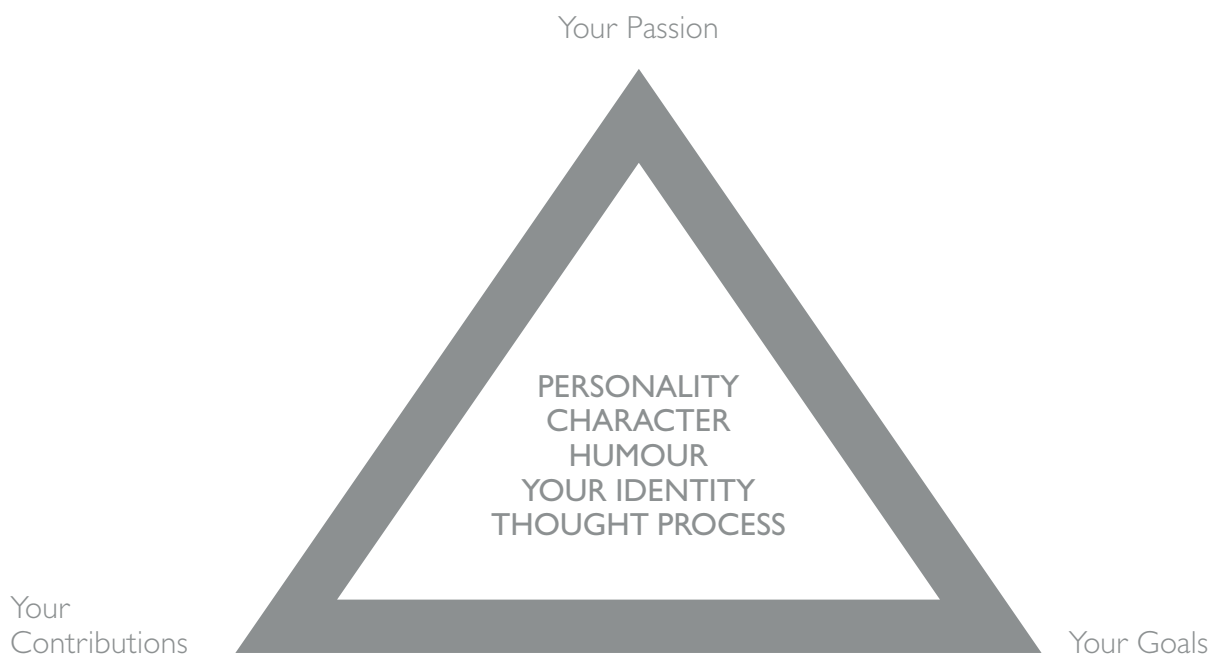 Your Passion
PERSONALITY
CHARACTER
HUMOUR
YOUR IDENTITY
THOUGHT PROCESS
Your
Contributions
Your Goals